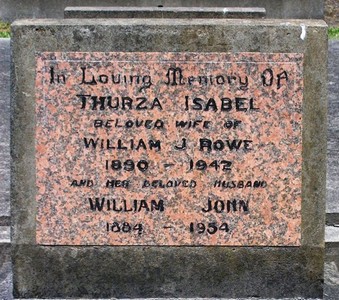 In Loving Memory Of
THURZA ISABEL
BELOVED WIFE OF
WILLIAM J ROWE
1890 - 1942
AND HER BELOVED HUSBAND
WILLIAM JOHN
1884 - 1954